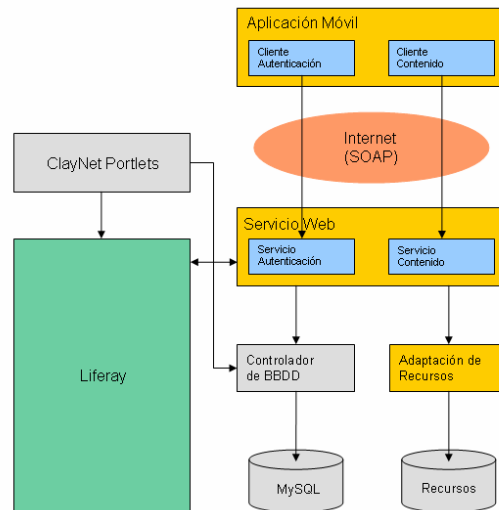 Aplicación Móvil
Cliente
Autenticación
Cliente
Contenido
Internet
(SOAP)
ClayNet Portlets
Servicio Web
Servicio
Autenticación
Servicio
Contenido
Liferay
Controlador
de BBDD
Adaptación de
Recursos
MySQL
Recursos